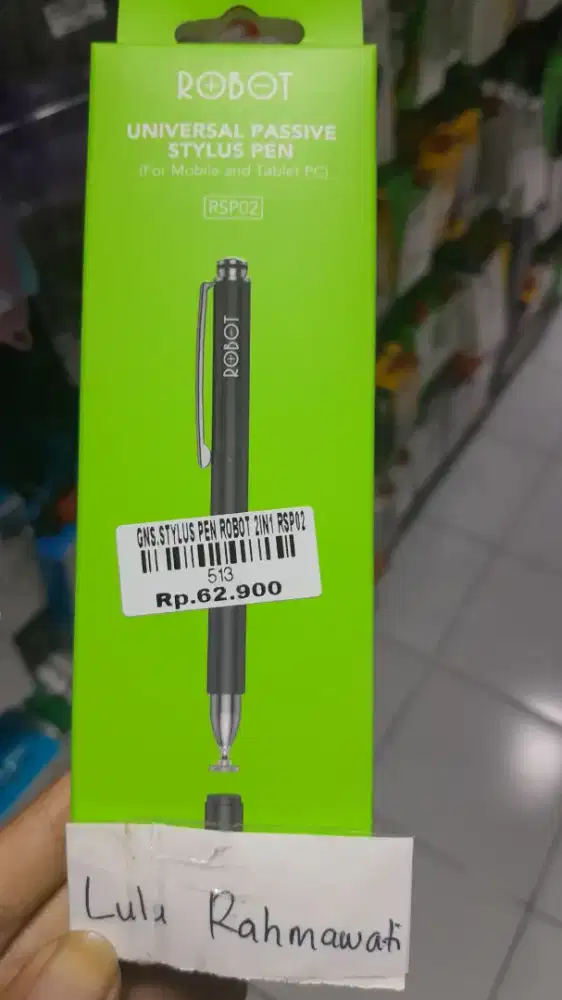 ROBOT
UNIVERSAL PASSIVE
STYLUS PEN
(For Mobile and Tablet PC)
RSP02
ROBOT
GNS.STYLUS PEN ROBOT 2IN1 RSP02
513
Rp.62.900
Lula Rahmawati